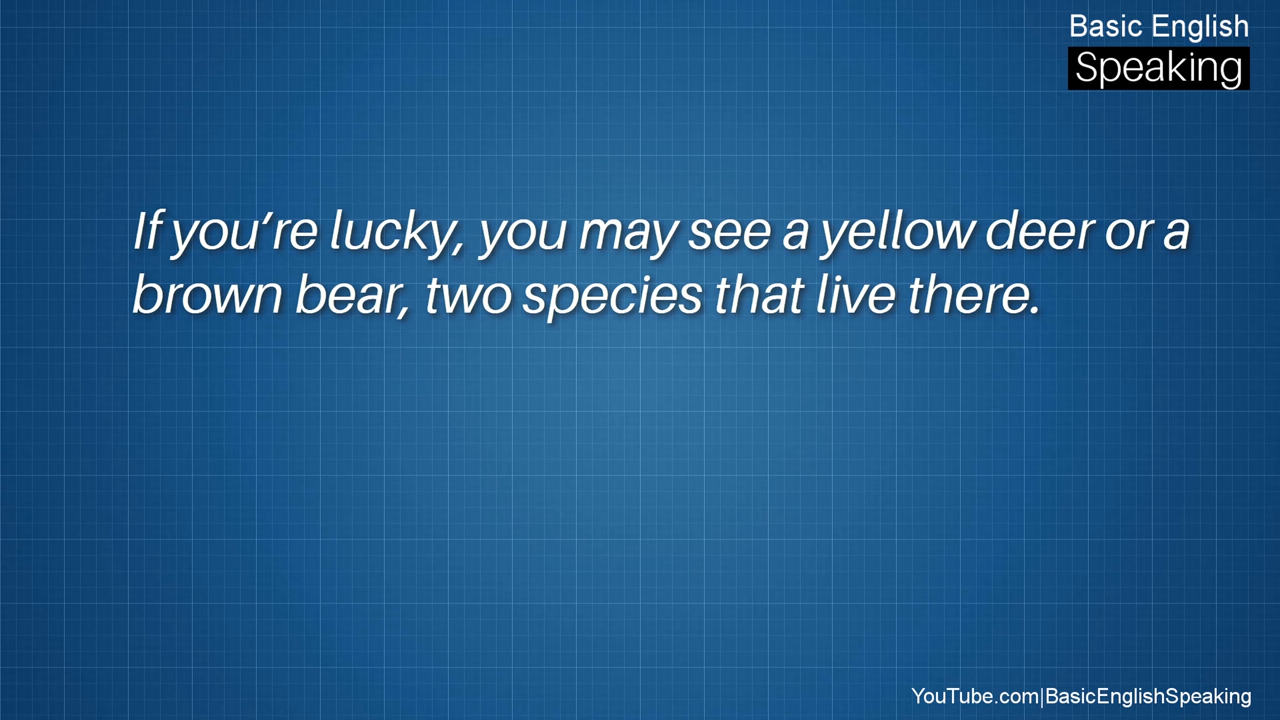 Basic English
Speaking
If you’re lucky, you may see a yellow deer or a
brown bear, two species that live there.
YouTube.com|BasicEnglishSpeaking